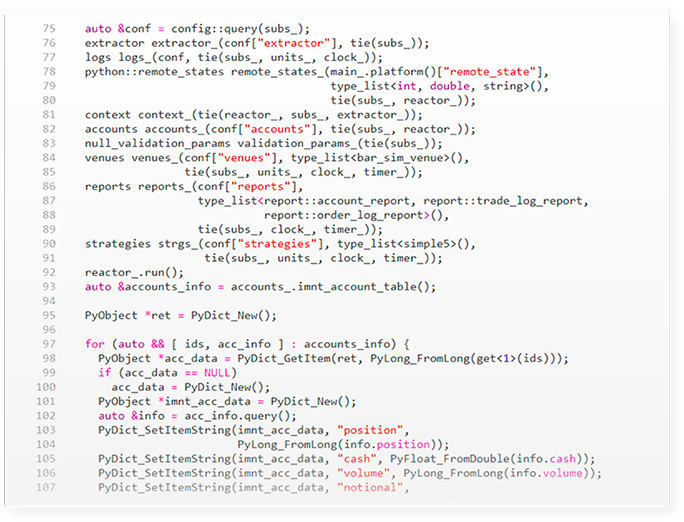 75 auto &conf = config::query(subs_);
76 extractor extractor_(conf["extractor"], tie(subs_));
77 logs logs_(conf, tie(subs_, units_, clock_));
78 python::remote_states remote_states_(main_.platform()["remote_state"],
79 type_list<int, double, string>(),
80 tie(subs_, reactor_));
81 context context_(tie(reactor_, subs_, extractor_));
82 accounts accounts_(conf["accounts"], tie(subs_, reactor_));
83 null_validation_params validation_params_(tie(subs_));
84 venues venues_(conf["venues"], type_list<bar_sim_venue>(),
85 tie(subs_, units_, clock_, timer_));
86 reports reports_(conf["reports"],
87 type_list<report::account_report, report::trade_log_report,
88 report::order_log_report>(),
89 tie(subs_, clock_, timer_));
90 strategies strgs_(conf["strategies"], type_list<simple5>(),
91 tie(subs_, units_, clock_, timer_));
92 reactor_.run();
93 auto &accounts_info = accounts_.imnt_account_table();
94
95 PyObject *ret = PyDict_New();
96
97 for (auto && [ ids, acc_info ] : accounts_info) {
98 PyObject *acc_data = PyDict_GetItem(ret, PyLong_FromLong(get<1>(ids)));
99 if (acc_data == NULL)
100 acc_data = PyDict_New();
101 PyObject *imnt_acc_data = PyDict_New();
102 auto &info = acc_info.query();
103 PyDict_SetItemString(imnt_acc_data, "position",
104 PyLong_FromLong(info.position));
105 PyDict_SetItemString(imnt_acc_data, "cash", PyFloat_FromDouble(info.cash));
106 PyDict_SetItemString(imnt_acc_data, "volume", PyLong_FromLong(info.volume));
107 PyDict_SetItemString(imnt_acc_data, "notional",